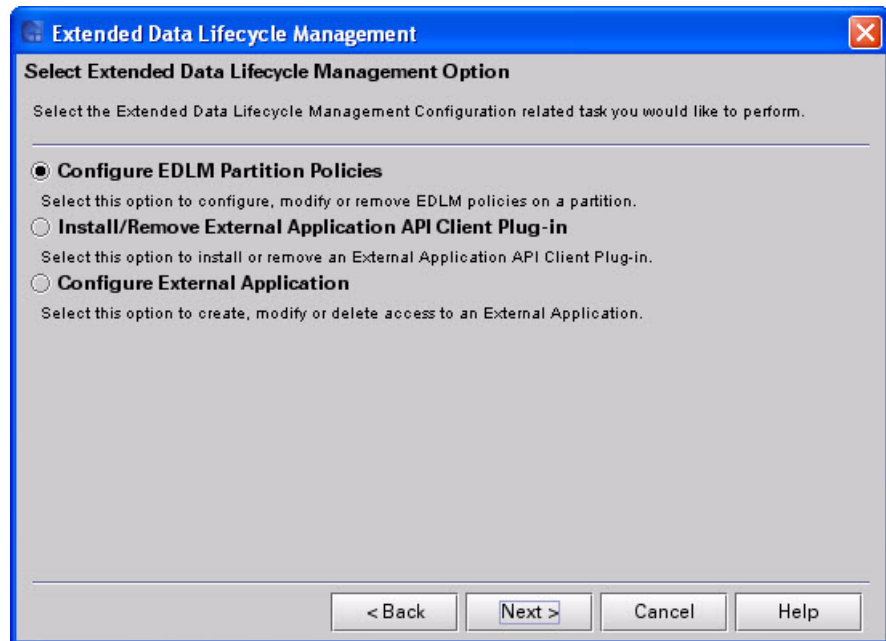 Extended Data Lifecycle Management
Select Extended Data Lifecycle Management Option
Select the Extended Data Lifecycle Management Configuration related task you would like to perform.
Configure EDLM Partition Policies
Select this option to configure, modify or remove EDLM policies on a partition.
Install/Remove External Application API Client Plug-in
Select this option to install or remove an External Application API Client Plug-in.
Configure External Application
Select this option to create, modify or delete access to an External Application.
< Back Next > Cancel Help